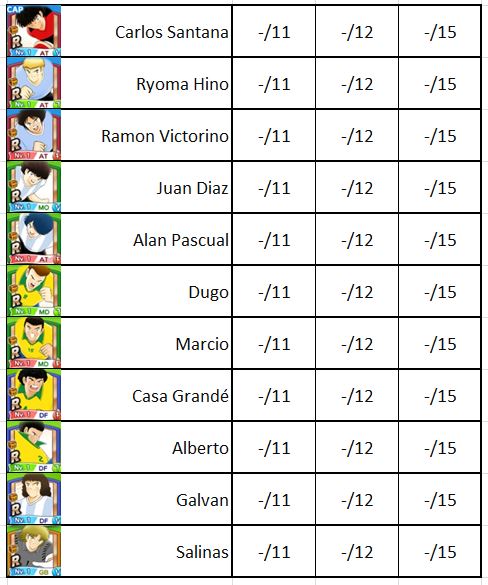 CAP
Nv. 1 AT
Carlos Santana -/11 -/12 -/15
R
Nv. 1 AT
Ryoma Hino -/11 -/12 -/15
R
Nv. 1 AT
Ramon Victorino -/11 -/12 -/15
R
Nv. 1 MO
Juan Diaz -/11 -/12 -/15
R
Nv. 1 AT
Alan Pascual -/11 -/12 -/15
R
Nv. 1 MD
Dugo -/11 -/12 -/15
R
Nv. 1 MD
Marcio -/11 -/12 -/15
R
Nv. 1 DF
Casa Grandé -/11 -/12 -/15
R
Nv. 1 DF
Alberto -/11 -/12 -/15
R
Nv. 1 DF
Galvan -/11 -/12 -/15
R
Nv. 1 GB
Salinas -/11 -/12 -/15